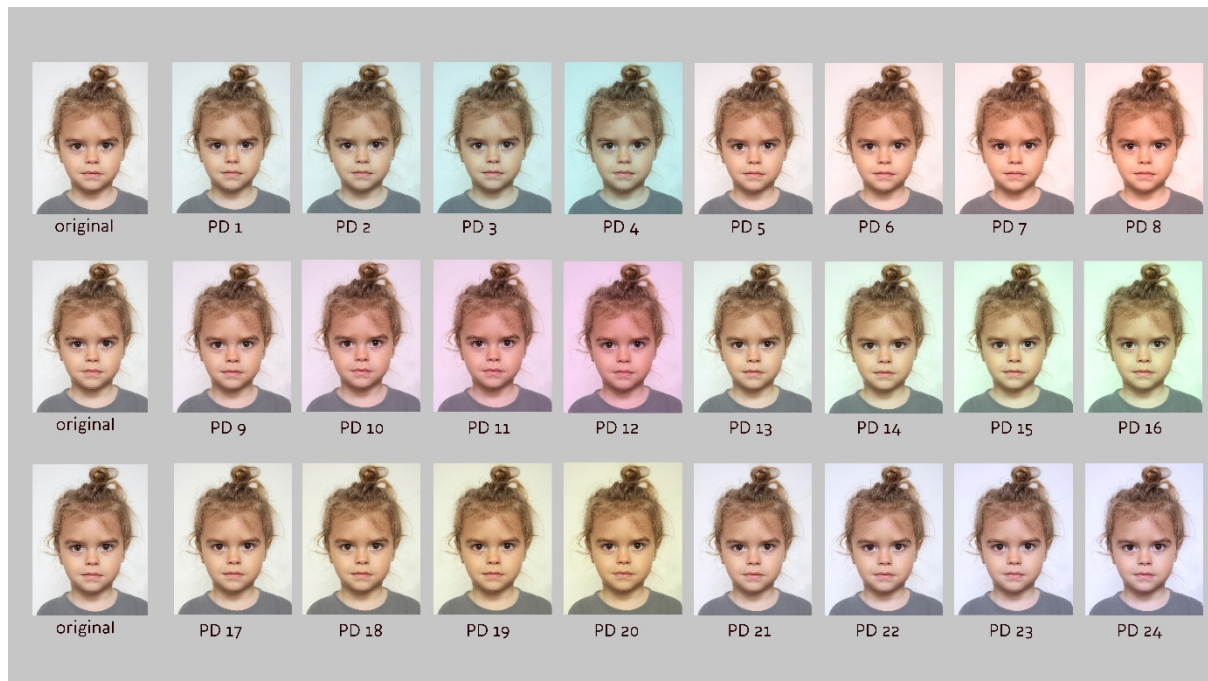 original PD 1 PD 2 PD 3 PD 4 PD 5 PD 6 PD 7 PD 8
original PD 9 PD 10 PD 11 PD 12 PD 13 PD 14 PD 15 PD 16
original PD 17 PD 18 PD 19 PD 20 PD 21 PD 22 PD 23 PD 24